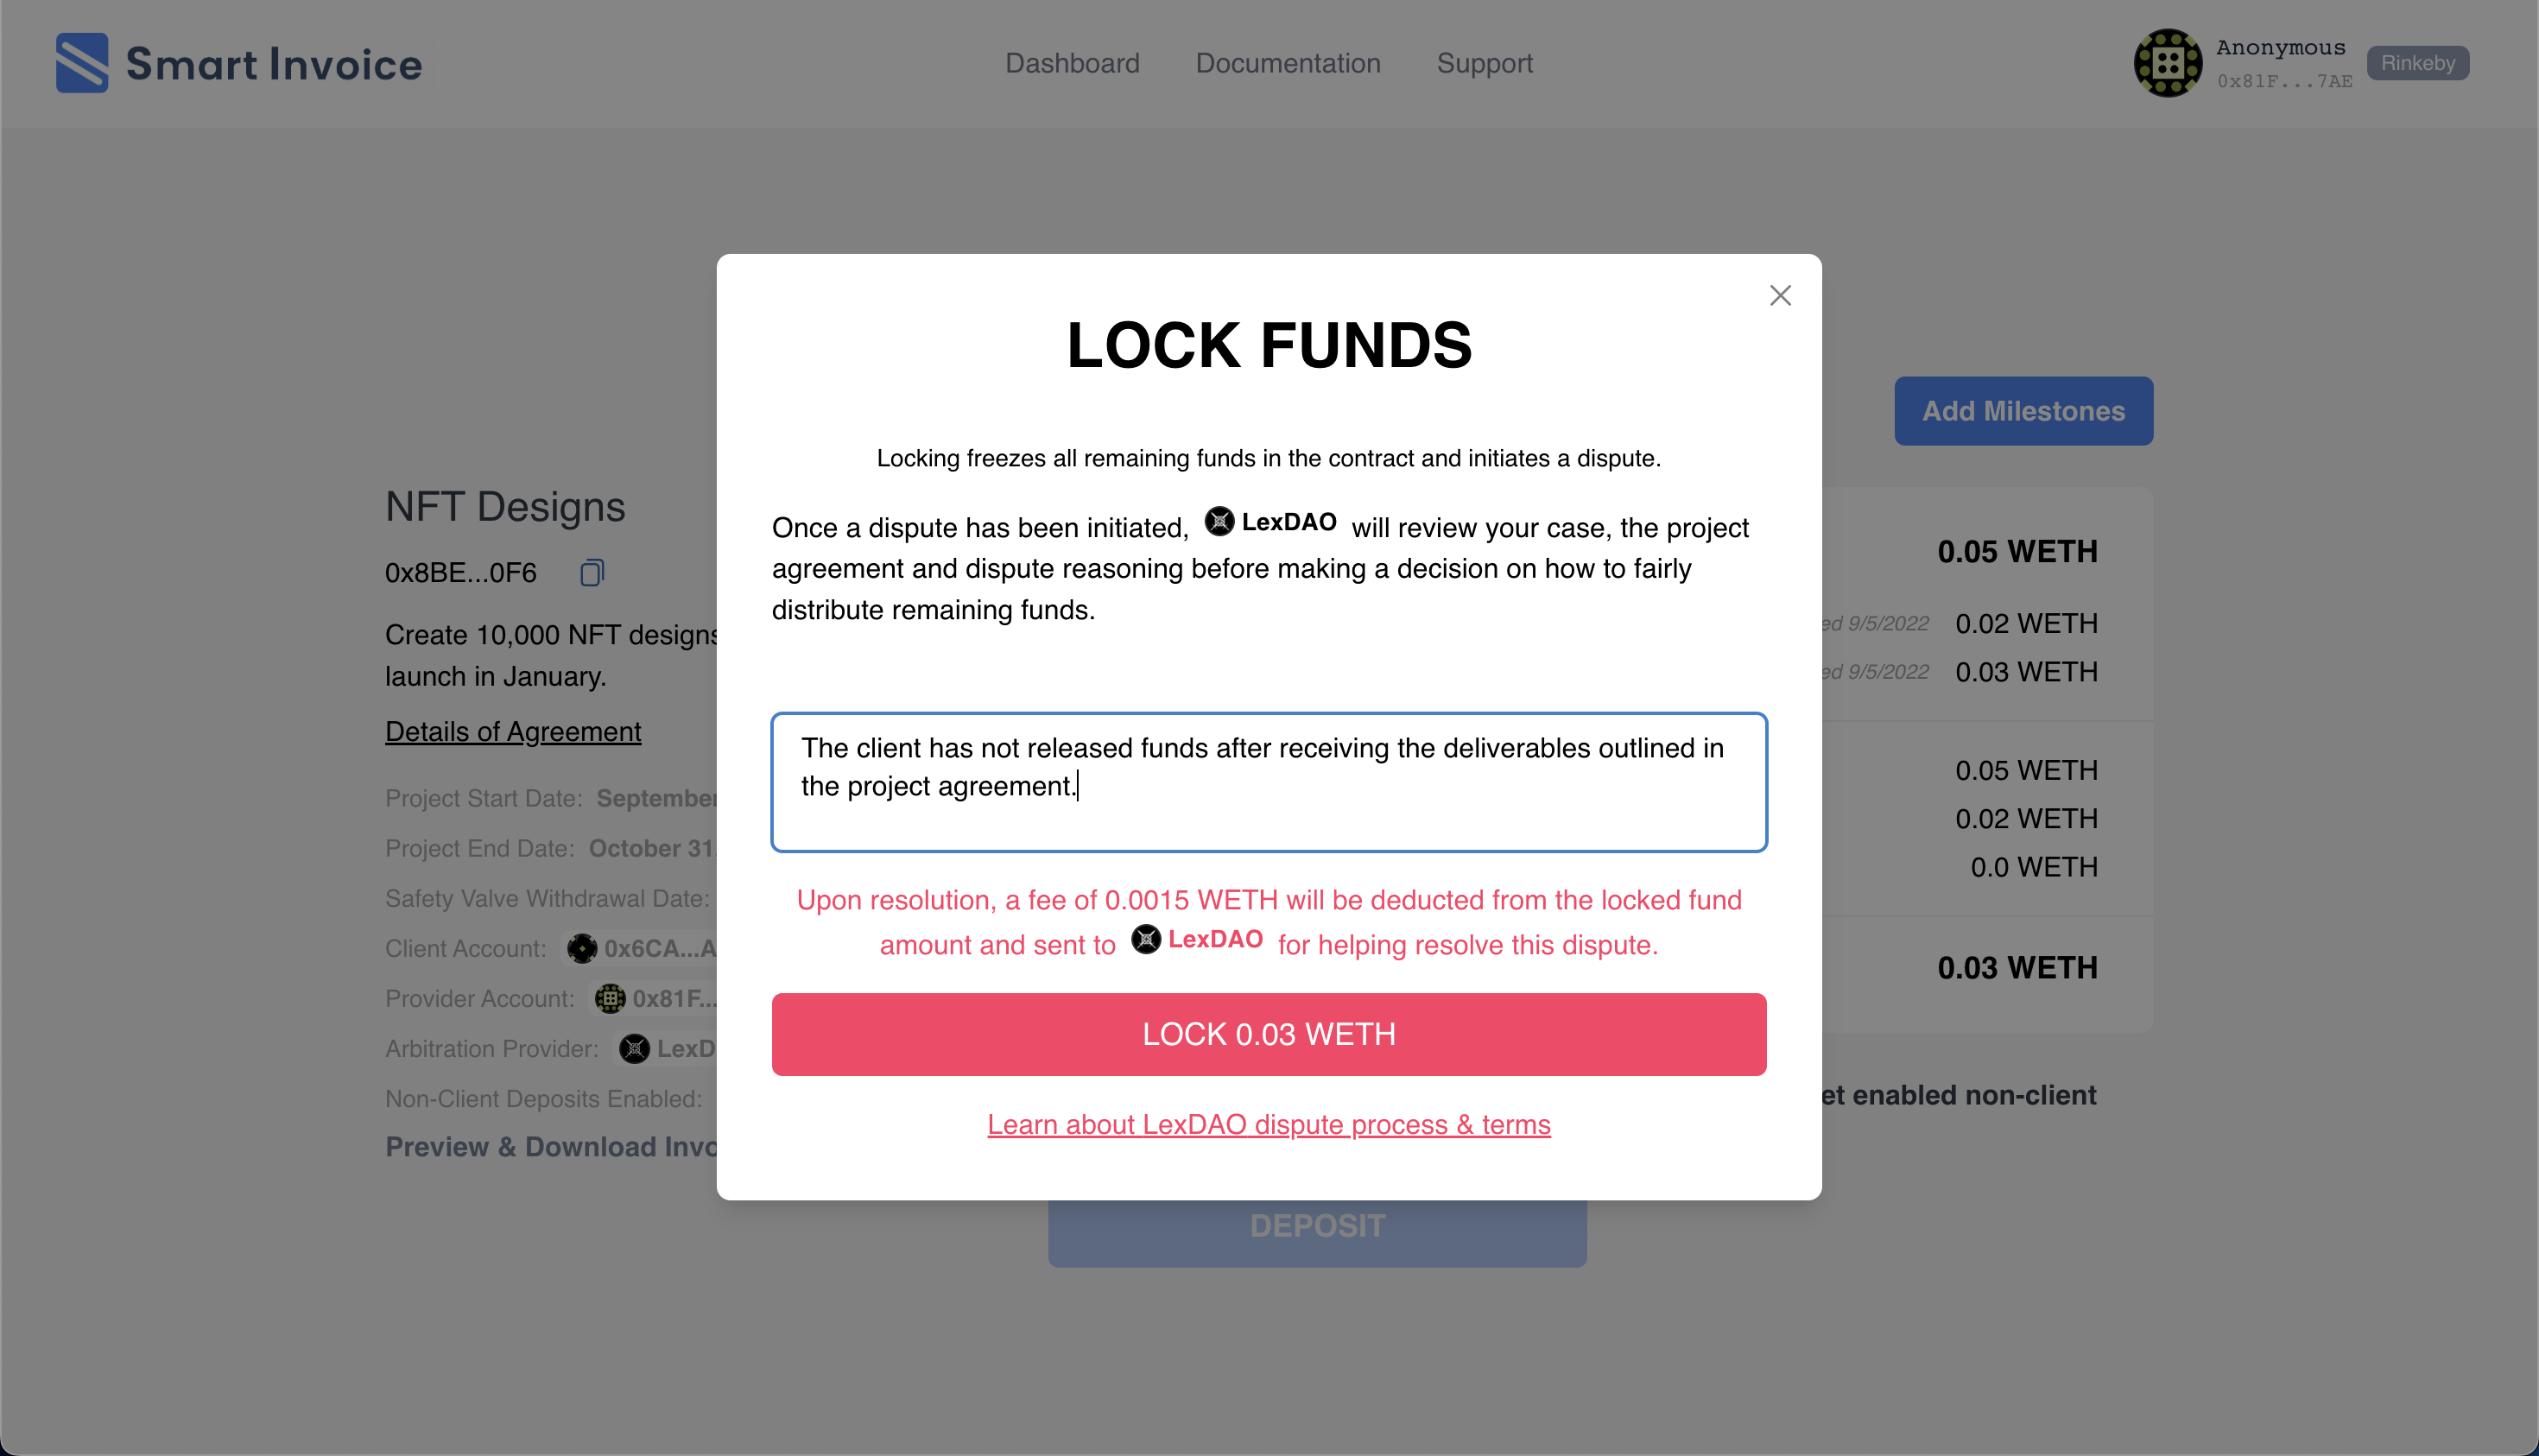 Smart Invoice
Dashboard
Documentation
Support
Anonymous
0x81F...7AE
Rinkeby
LOCK FUNDS
Locking freezes all remaining funds in the contract and initiates a dispute.
Once a dispute has been initiated, LexDAO will review your case, the project
agreement and dispute reasoning before making a decision on how to fairly
distribute remaining funds.
The client has not released funds after receiving the deliverables outlined in
the project agreement.
Upon resolution, a fee of 0.0015 WETH will be deducted from the locked fund
amount and sent to LexDAO for helping resolve this dispute.
LOCK 0.03 WETH
Learn about LexDAO dispute process & terms
NFT Designs
0x8BE...0F6
Create 10,000 NFT designs
launch in January.
Details of Agreement
Project Start Date: September
Project End Date: October 31
Safety Valve Withdrawal Date:
Client Account: 0x6CA...A
Provider Account: 0x81F...
Arbitration Provider: LexD
Non-Client Deposits Enabled:
Preview & Download Invo
Add Milestones
0.05 WETH
ed 9/5/2022 0.02 WETH
ed 9/5/2022 0.03 WETH
0.05 WETH
0.02 WETH
0.0 WETH
0.03 WETH
et enabled non-client
DEPOSIT